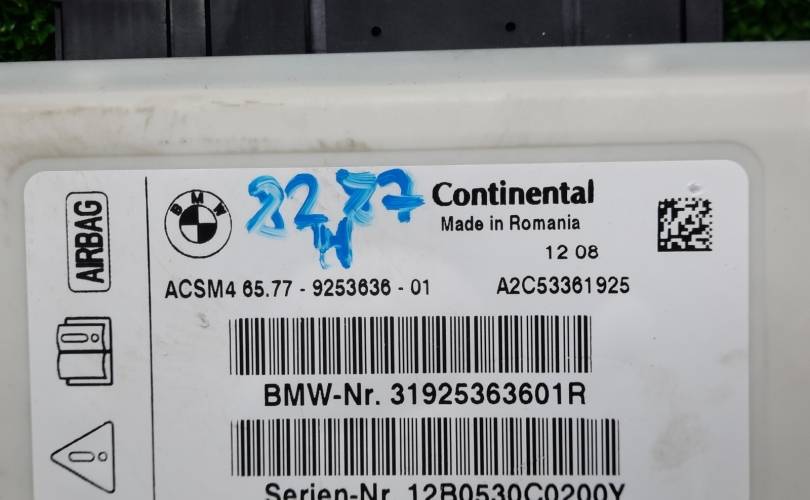 BMW
3277
H
Continental
Made in Romania
12 08
AIRBAG
ACSM4 65.77 - 9253636 - 01
A2C53361925
BMW-Nr. 31925363601R
Serien-Nr. 12B0530C0200Y